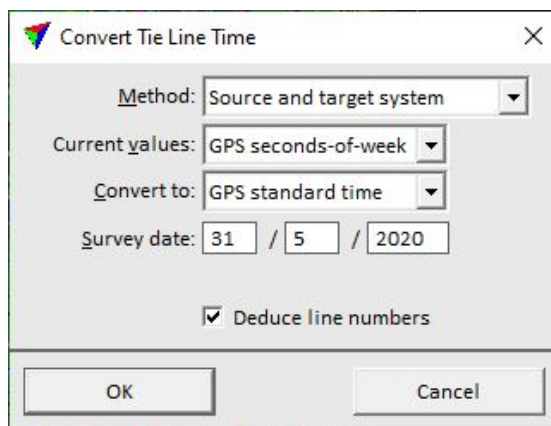 Convert Tie Line Time
Method: Source and target system
Current values: GPS seconds-of-week
Convert to: GPS standard time
Survey date: 31 / 5 / 2020
Deduce line numbers
OK Cancel